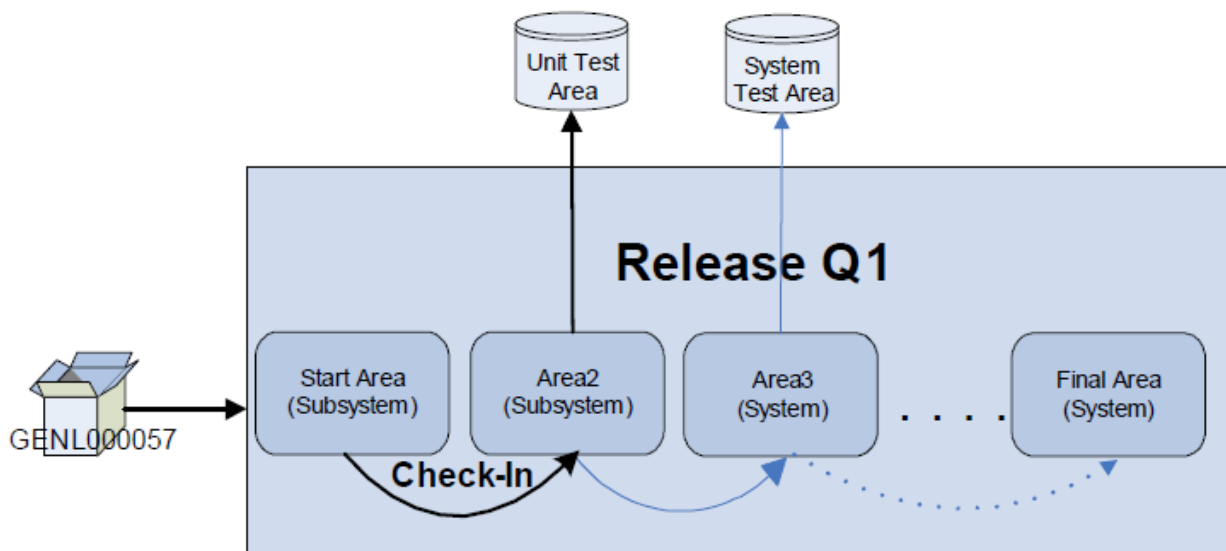 Unit Test
Area
System
Test Area
Release Q1
Start Area
(Subsystem)
Area2
(Subsystem)
Area3
(System)
. . . .
Final Area
(System)
GENL000057
Check-In